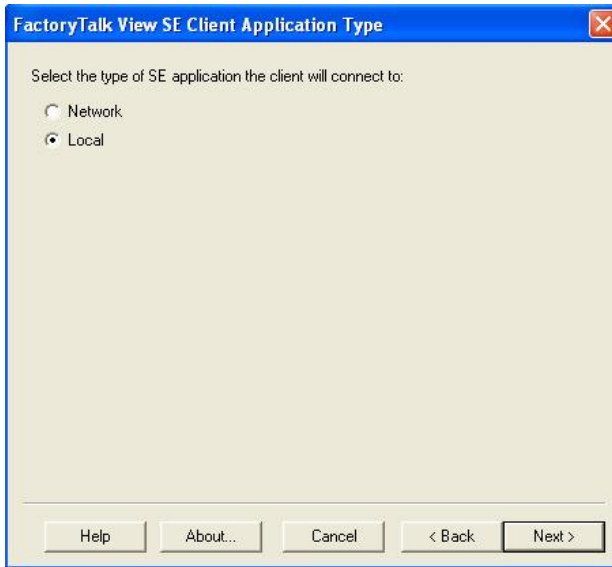 FactoryTalk View SE Client Application Type
Select the type of SE application the client will connect to:
Network
Local
Help About... Cancel < Back Next >